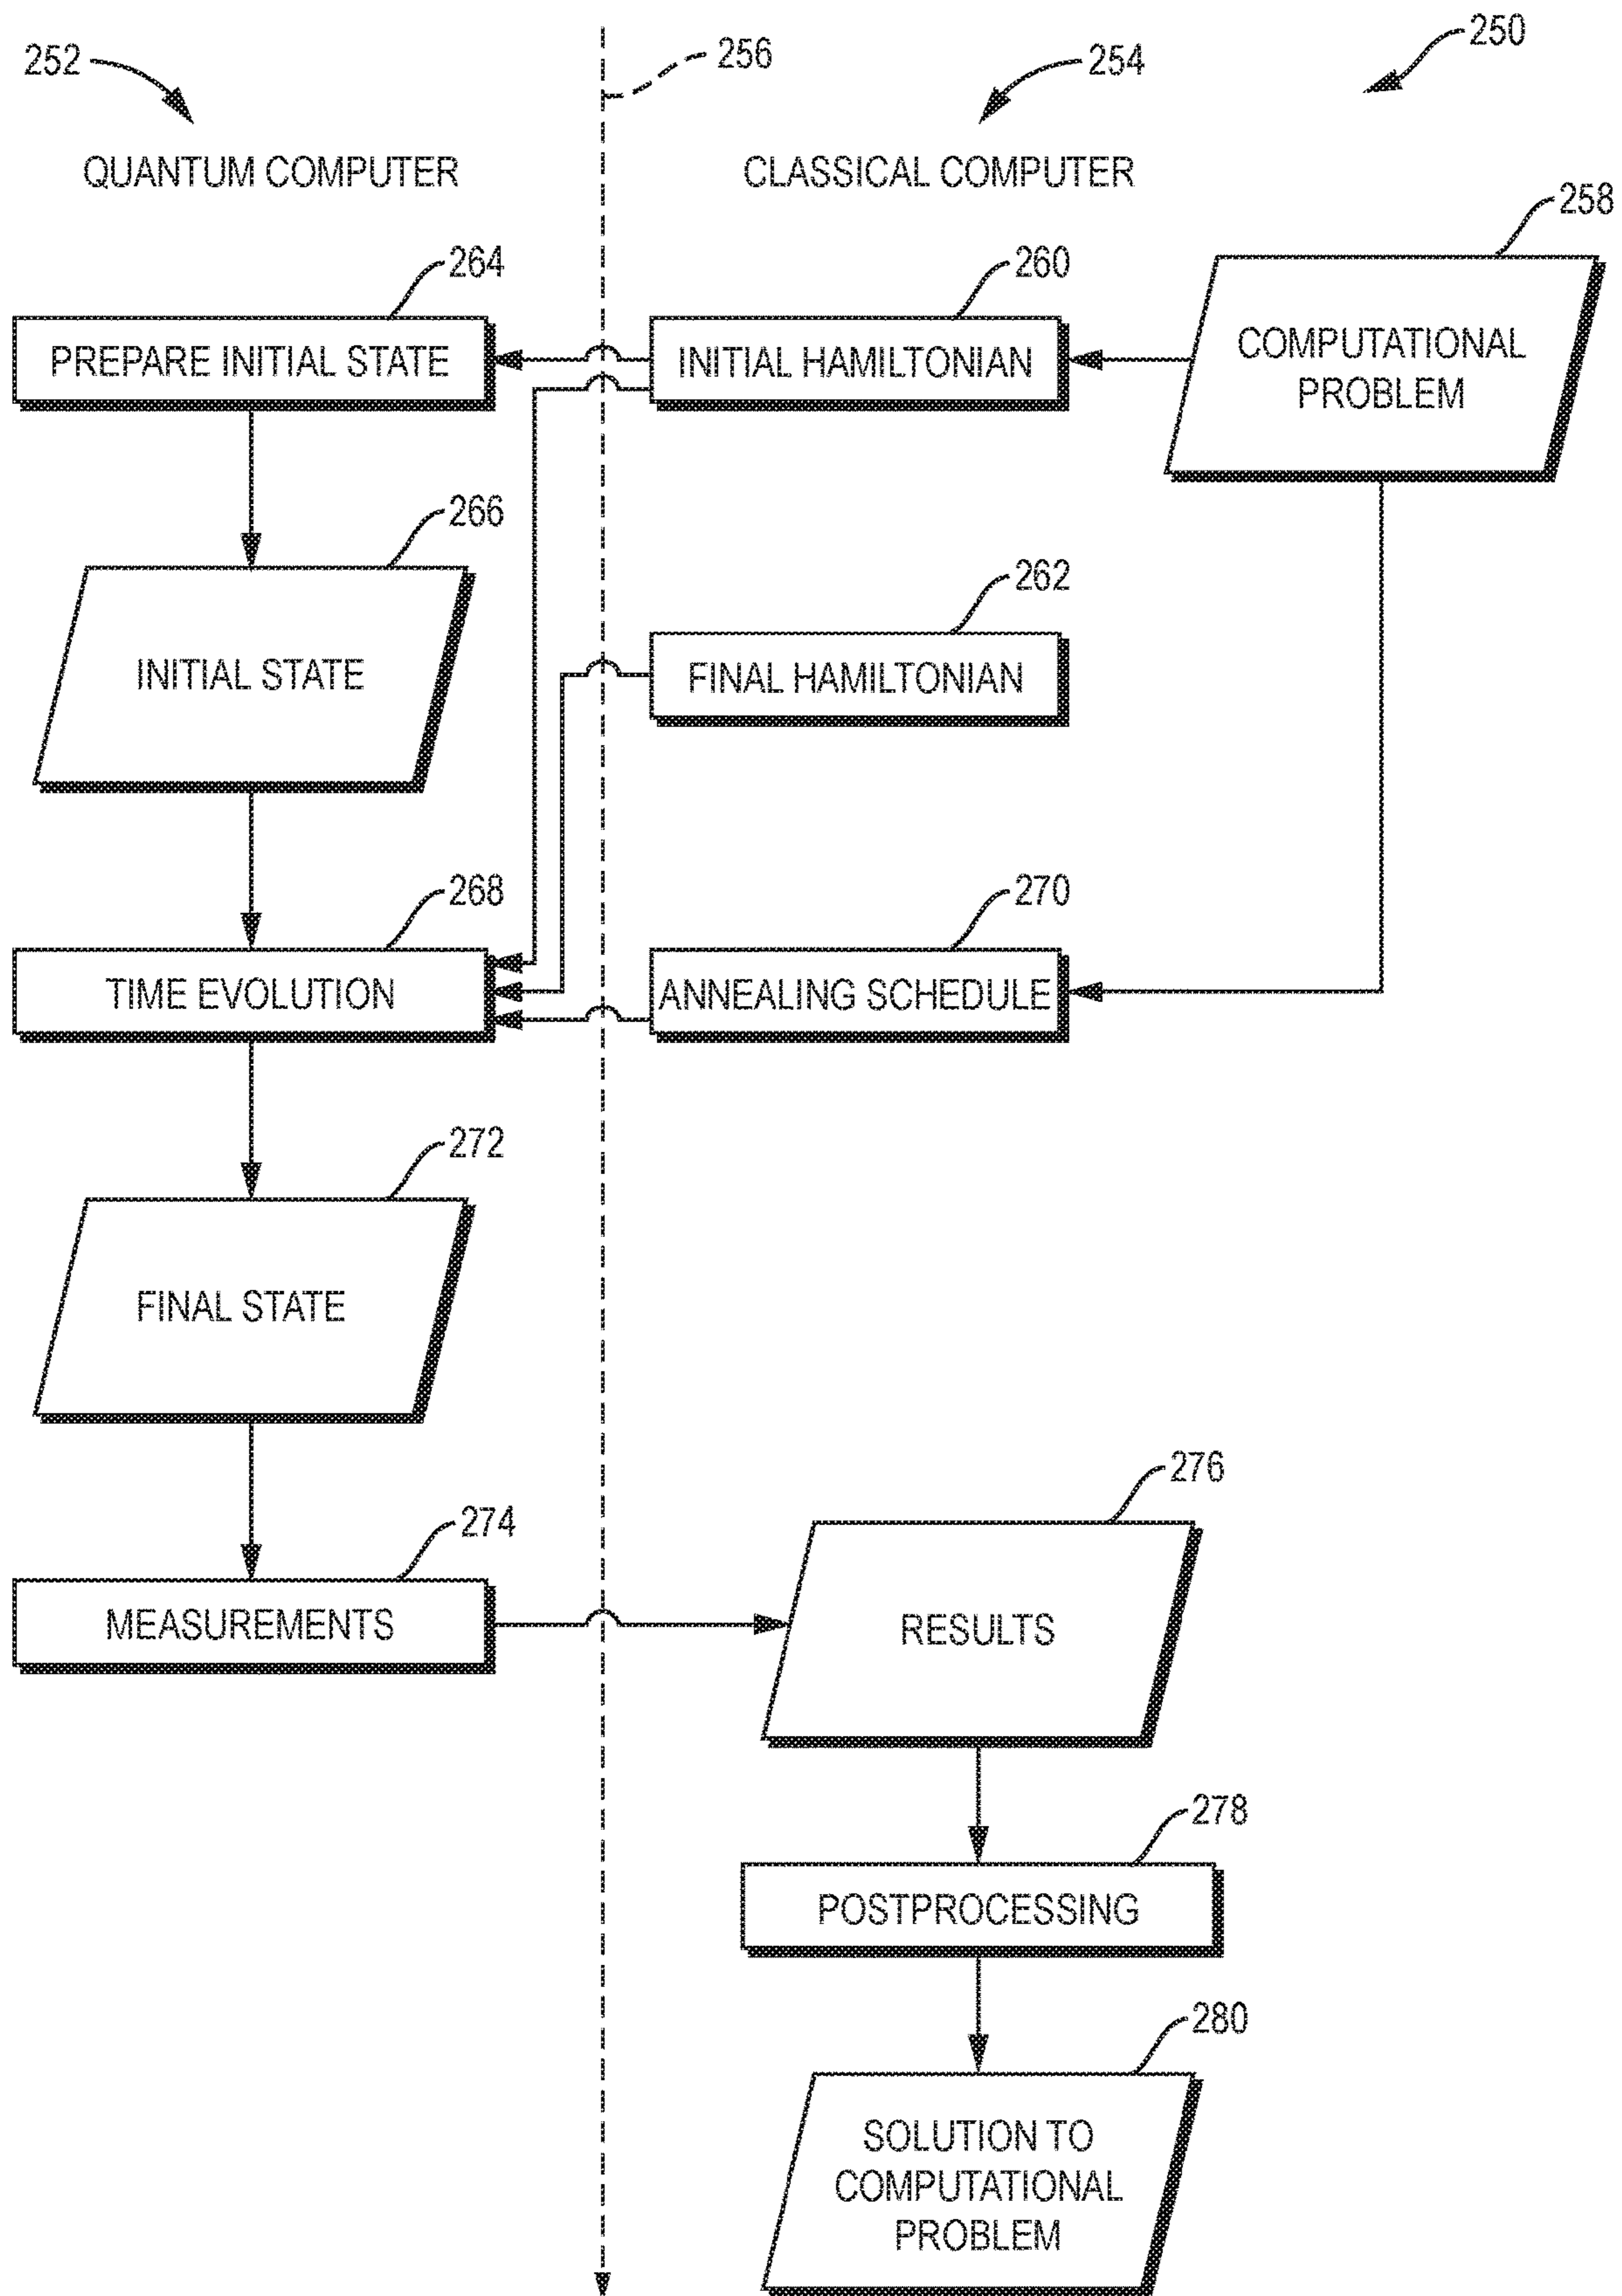 250
252
256
254
QUANTUM COMPUTER
CLASSICAL COMPUTER
258
264
260
PREPARE INITIAL STATE
INITIAL HAMILTONIAN
COMPUTATIONAL
PROBLEM
266
262
INITIAL STATE
FINAL HAMILTONIAN
268
270
TIME EVOLUTION
ANNEALING SCHEDULE
272
FINAL STATE
276
274
MEASUREMENTS
RESULTS
278
POSTPROCESSING
280
SOLUTION TO
COMPUTATIONAL
PROBLEM